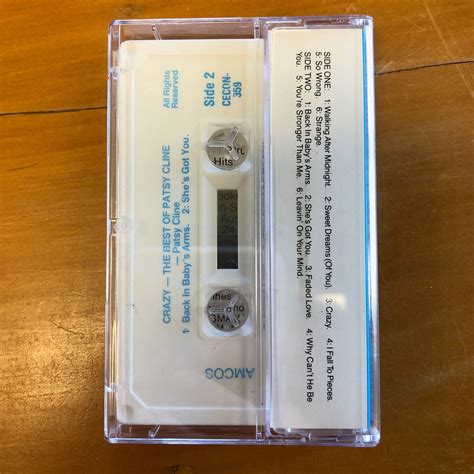 SIDE ONE: 1: Walking After Midnight. 2: Sweet Dreams (Of You). 3: Crazy. 4: I Fall To Pieces.
5: So Wrong. 6: Strange.
SIDE TWO: 1: Back In Baby's Arms. 2: She's Got You. 3: Faded Love. 4: Why Can't He Be
You. 5: You're Stronger Than Me. 6: Leavin' On Your Mind.
CRAZY — THE BEST OF PATSY CLINE
— Patsy Cline
1: Back In Baby's Arms. 2: She's Got You.
All Rights
Reserved
Side 2
CECON-
359
AMCOS
Hits